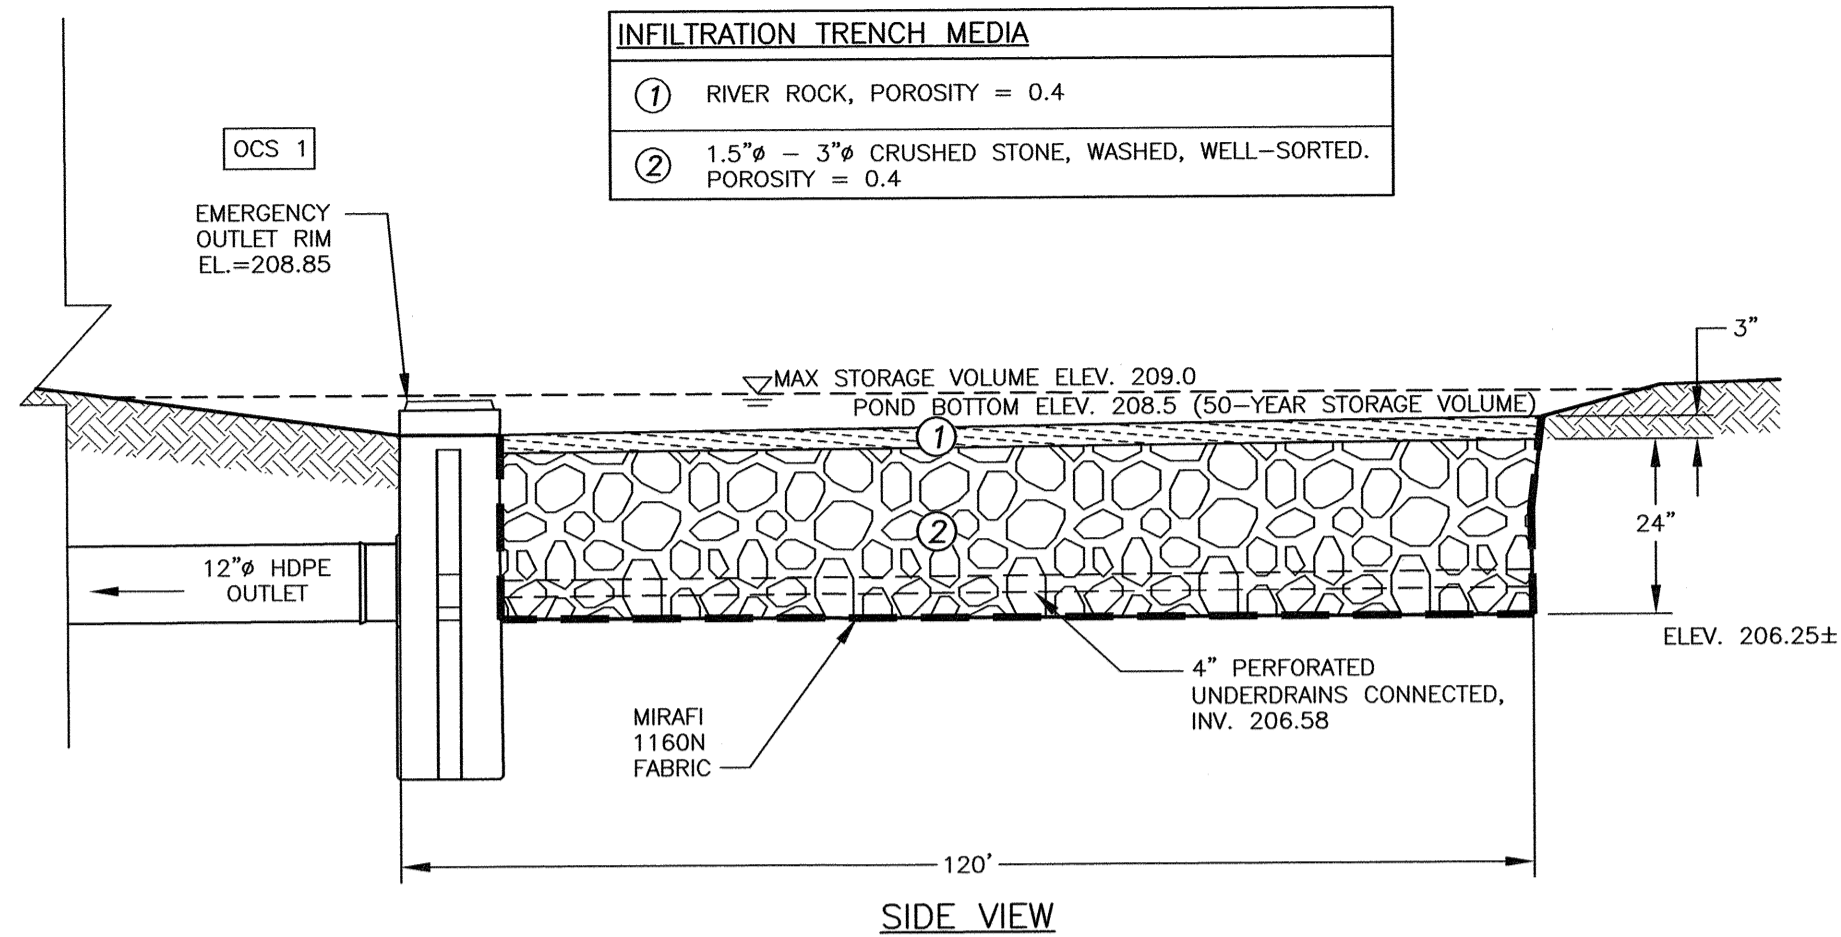 INFILTRATION TRENCH MEDIA
1 RIVER ROCK, POROSITY = 0.4
2 1.5"ø – 3"ø CRUSHED STONE, WASHED, WELL–SORTED.
POROSITY = 0.4
OCS 1
EMERGENCY
OUTLET RIM
EL.=208.85
3"
MAX STORAGE VOLUME ELEV. 209.0
POND BOTTOM ELEV. 208.5 (50–YEAR STORAGE VOLUME)
1
2
24"
12"ø HDPE
OUTLET
ELEV. 206.25±
4" PERFORATED
UNDERDRAINS CONNECTED,
INV. 206.58
MIRAFI
1160N
FABRIC
120'
SIDE VIEW